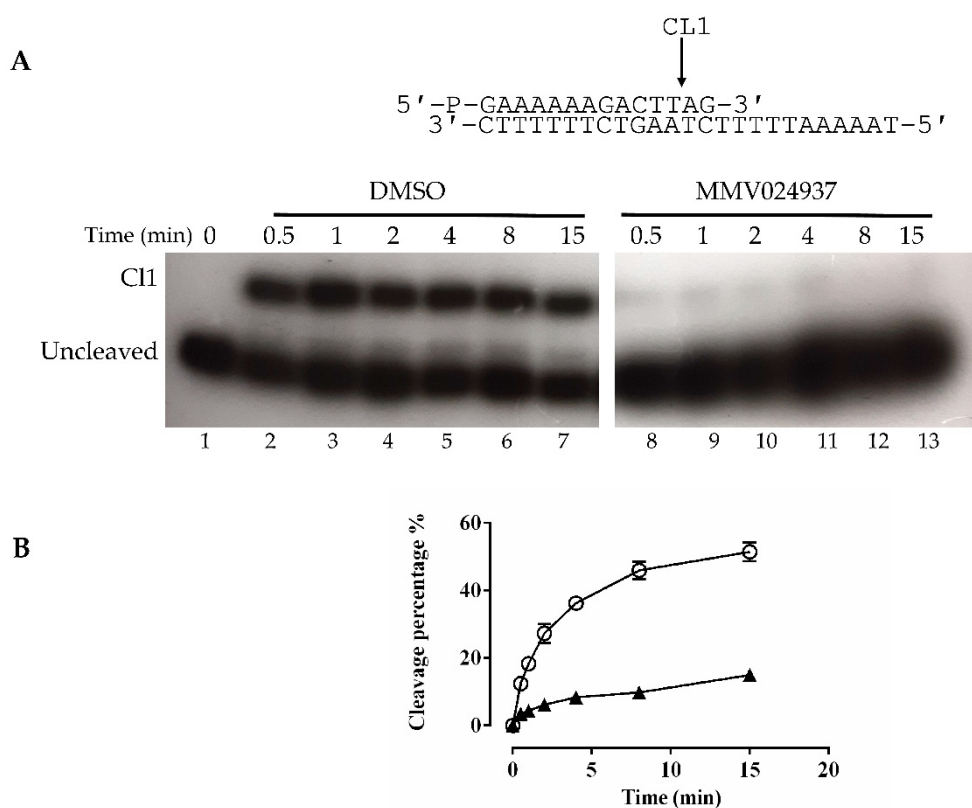 A
CL1
5'-P-GAAAAAAGACTTAG-3'
3'-CTTTTTTCTGAATCTTTTTAAAAAT-5'
DMSO MMV024937
Time (min) 0 0.5 1 2 4 8 15 0.5 1 2 4 8 15
Cl1
Uncleaved
1 2 3 4 5 6 7 8 9 10 11 12 13
B
Cleavage percentage %
60
40
20
0
0 5 10 15 20
Time (min)